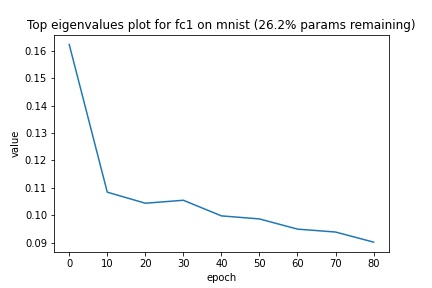 Top eigenvalues plot for fc1 on mnist (26.2% params remaining)
0.16
0.15
0.14
0.13
0.12
0.11
0.10
0.09
value
0 10 20 30 40 50 60 70 80
epoch